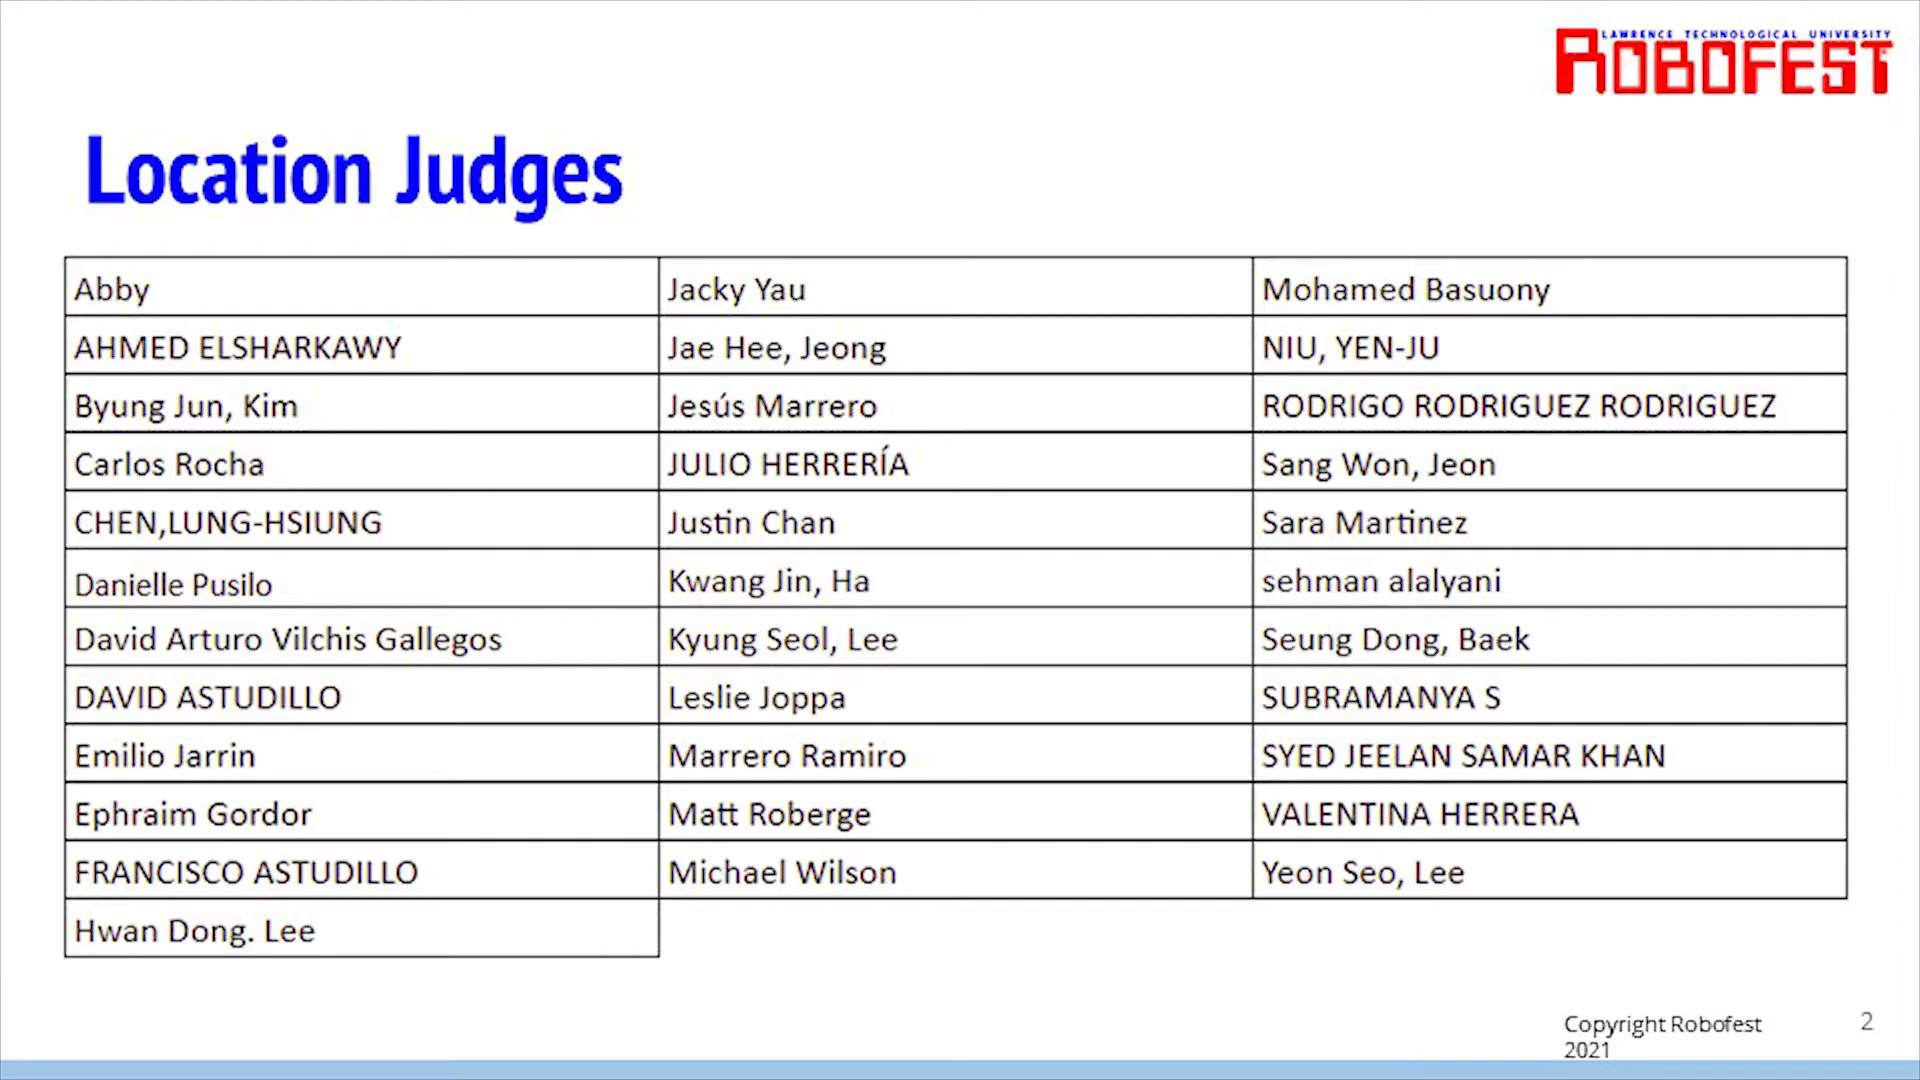 LAWRENCE TECHNOLOGICAL UNIVERSITY
ROBOFEST
Location Judges
Abby Jacky Yau Mohamed Basuony
AHMED ELSHARKAWY Jae Hee, Jeong NIU, YEN-JU
Byung Jun, Kim Jesús Marrero RODRIGO RODRIGUEZ RODRIGUEZ
Carlos Rocha JULIO HERRERÍA Sang Won, Jeon
CHEN,LUNG-HSIUNG Justin Chan Sara Martinez
Danielle Pusilo Kwang Jin, Ha sehman alalyani
David Arturo Vilchis Gallegos Kyung Seol, Lee Seung Dong, Baek
DAVID ASTUDILLO Leslie Joppa SUBRAMANYA S
Emilio Jarrin Marrero Ramiro SYED JEELAN SAMAR KHAN
Ephraim Gordor Matt Roberge VALENTINA HERRERA
FRANCISCO ASTUDILLO Michael Wilson Yeon Seo, Lee
Hwan Dong. Lee
Copyright Robofest
2021
2